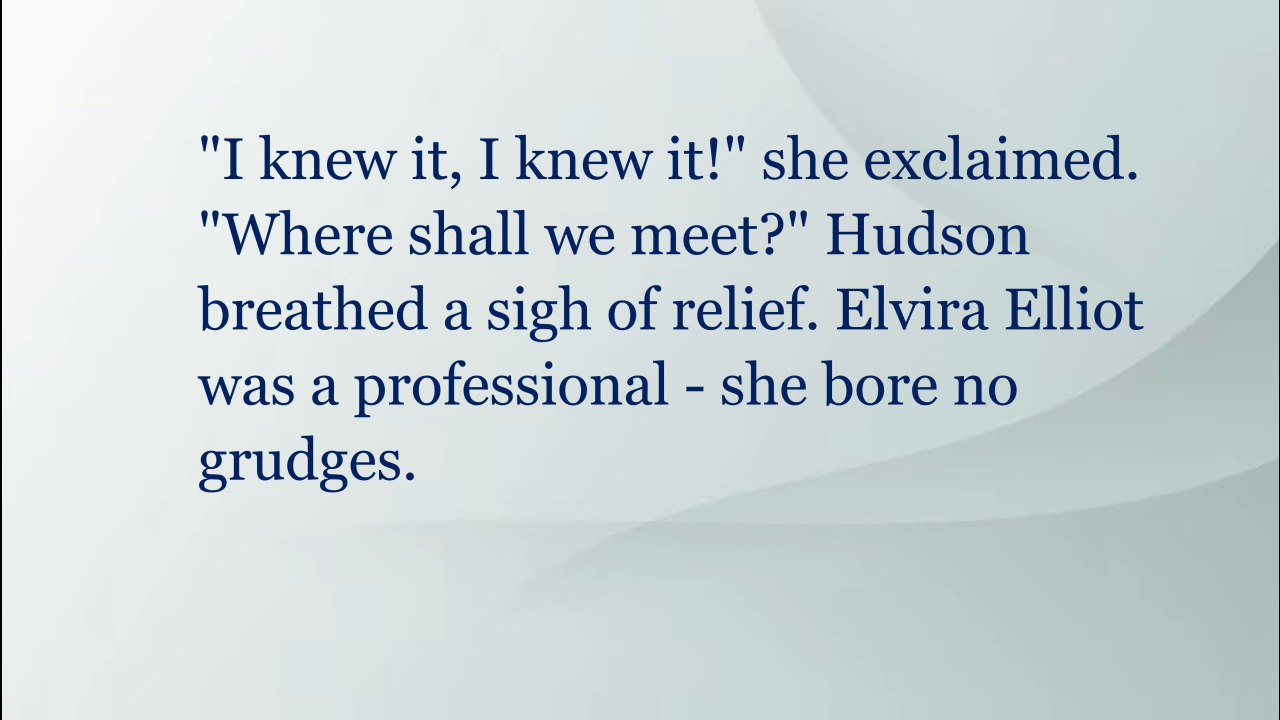 "I knew it, I knew it!" she exclaimed.
"Where shall we meet?" Hudson
breathed a sigh of relief. Elvira Elliot
was a professional - she bore no
grudges.